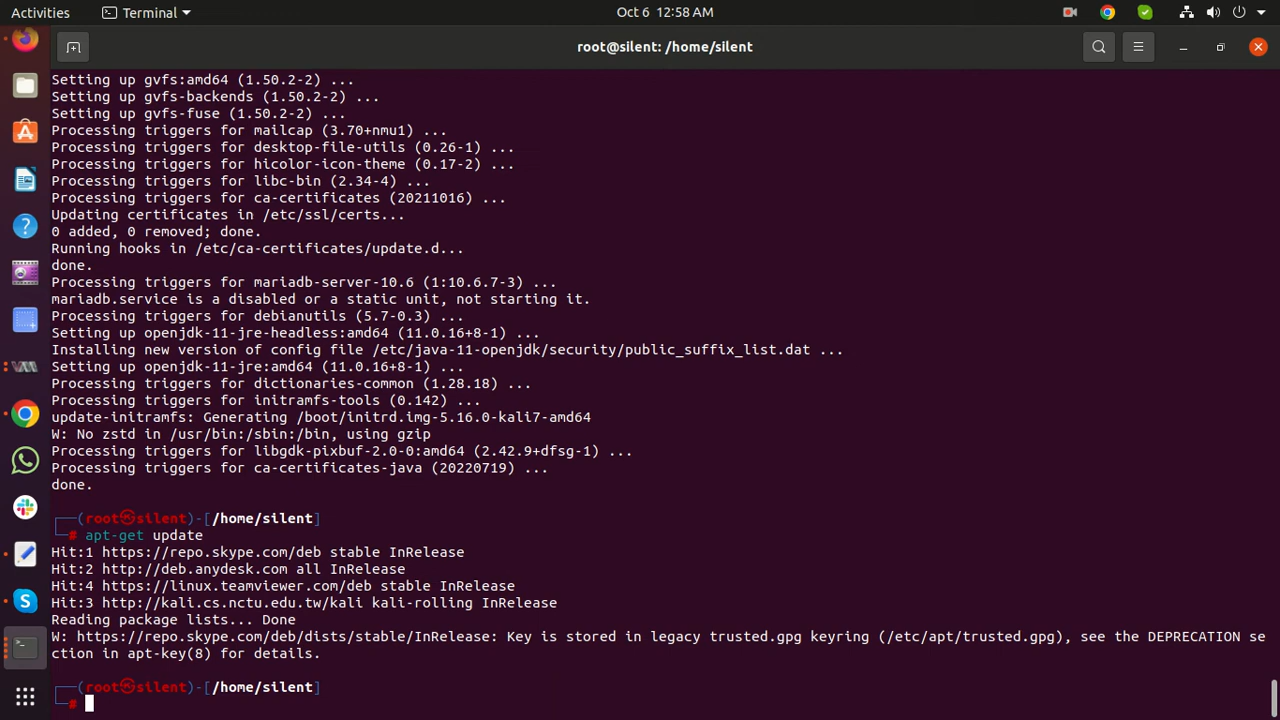 Activities
Terminal
Oct 6 12:58 AM
root@silent: /home/silent
Setting up gvfs:amd64 (1.50.2-2) ...
Setting up gvfs-backends (1.50.2-2) ...
Setting up gvfs-fuse (1.50.2-2) ...
Processing triggers for mailcap (3.70+nmu1) ...
Processing triggers for desktop-file-utils (0.26-1) ...
Processing triggers for hicolor-icon-theme (0.17-2) ...
Processing triggers for libc-bin (2.34-4) ...
Processing triggers for ca-certificates (20211016) ...
Updating certificates in /etc/ssl/certs...
0 added, 0 removed; done.
Running hooks in /etc/ca-certificates/update.d...
done.
Processing triggers for mariadb-server-10.6 (1:10.6.7-3) ...
mariadb.service is a disabled or a static unit, not starting it.
Processing triggers for debianutils (5.7-0.3) ...
Setting up openjdk-11-jre-headless:amd64 (11.0.16+8-1) ...
Installing new version of config file /etc/java-11-openjdk/security/public_suffix_list.dat ...
Setting up openjdk-11-jre:amd64 (11.0.16+8-1) ...
Processing triggers for dictionaries-common (1.28.18) ...
Processing triggers for initramfs-tools (0.142) ...
update-initramfs: Generating /boot/initrd.img-5.16.0-kali7-amd64
W: No zstd in /usr/bin:/sbin:/bin, using gzip
Processing triggers for libgdk-pixbuf-2.0-0:amd64 (2.42.9+dfsg-1) ...
Processing triggers for ca-certificates-java (20220719) ...
done.
┌──(root㉿silent)-[/home/silent]
└─# apt-get update
Hit:1 https://repo.skype.com/deb stable InRelease
Hit:2 http://deb.anydesk.com all InRelease
Hit:4 https://linux.teamviewer.com/deb stable InRelease
Hit:3 http://kali.cs.nctu.edu.tw/kali kali-rolling InRelease
Reading package lists... Done
W: https://repo.skype.com/deb/dists/stable/InRelease: Key is stored in legacy trusted.gpg keyring (/etc/apt/trusted.gpg), see the DEPRECATION se
ction in apt-key(8) for details.
┌──(root㉿silent)-[/home/silent]
└─#